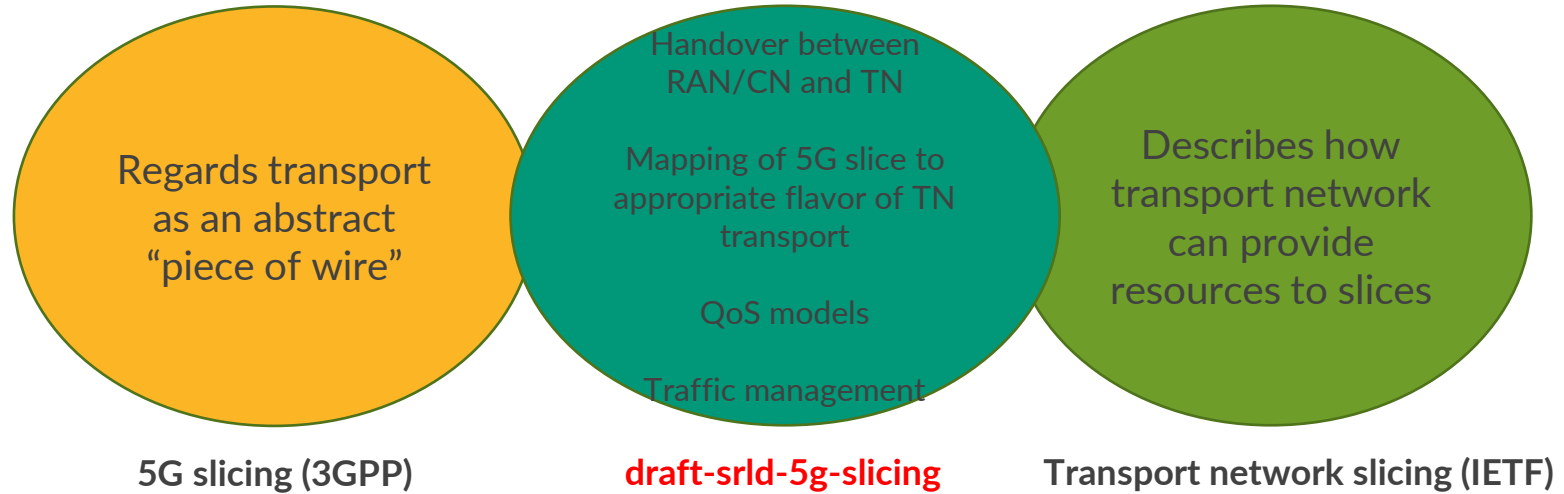 Regards transport
as an abstract
“piece of wire”
Handover between
RAN/CN and TN
Mapping of 5G slice to
appropriate flavor of TN
transport
QoS models
Traffic management
Describes how
transport network
can provide
resources to slices
5G slicing (3GPP)
draft-srld-5g-slicing
Transport network slicing (IETF)